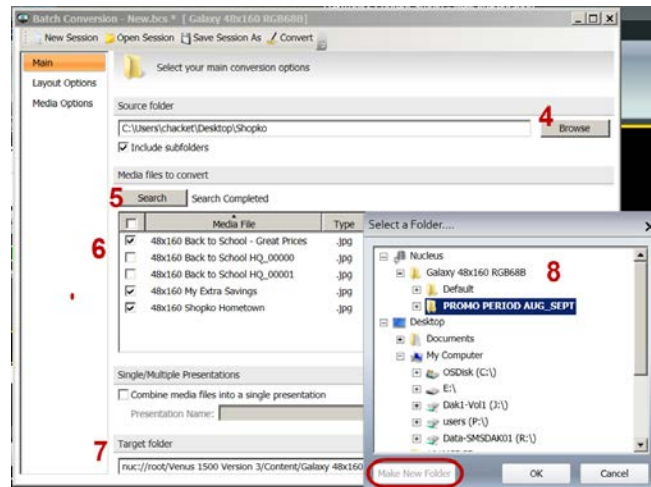 Batch Conversion - New.bcs * [ Galaxy 48x160 RGB68B]
New Session Open Session Save Session As Convert
Main
Layout Options
Media Options
Select your main conversion options
Source folder
4
C:\Users\chacket\Desktop\Shopko
Browse
Include subfolders
Media files to convert
5
Search
Search Completed
Media File Type
6
48x160 Back to School - Great Prices .jpg
48x160 Back to School HQ_00000 .jpg
48x160 Back to School HQ_00001 .jpg
48x160 My Extra Savings .jpg
48x160 Shopko Hometown .jpg
Single/Multiple Presentations
Combine media files into a single presentation
Presentation Name:
7
Target folder
nuc://root/Venus 1500 Version 3/Content/Galaxy 48x160
Select a Folder.... X
Nucleus
Galaxy 48x160 RGB68B
8
Default
PROMO PERIOD AUG_SEPT
Desktop
Documents
My Computer
OSDisk (C:\)
E:\
Dak1-Vol1 (J:\)
users (P:\)
Data-SMSDAK01 (R:\)
Make New Folder OK Cancel